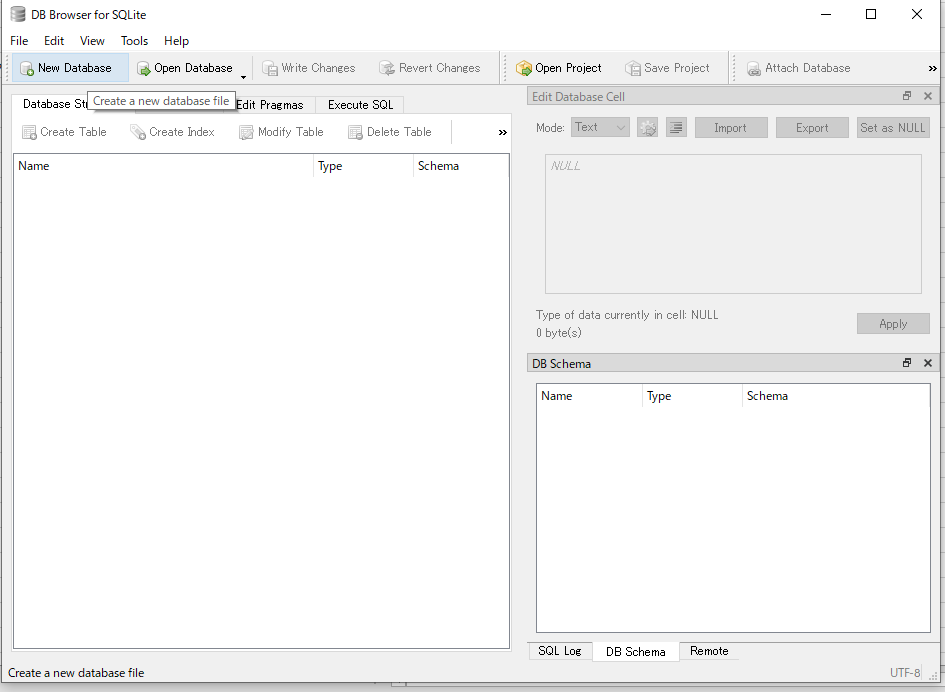 DB Browser for SQLite
File Edit View Tools Help
New Database Open Database Write Changes Revert Changes Open Project Save Project Attach Database »
Database St Create a new database file Edit Pragmas Execute SQL
Create Table Create Index Modify Table Delete Table »
Name Type Schema
Edit Database Cell
Mode: Text Import Export Set as NULL
NULL
Type of data currently in cell: NULL
0 byte(s)
Apply
DB Schema
Name Type Schema
SQL Log DB Schema Remote
Create a new database file UTF-8